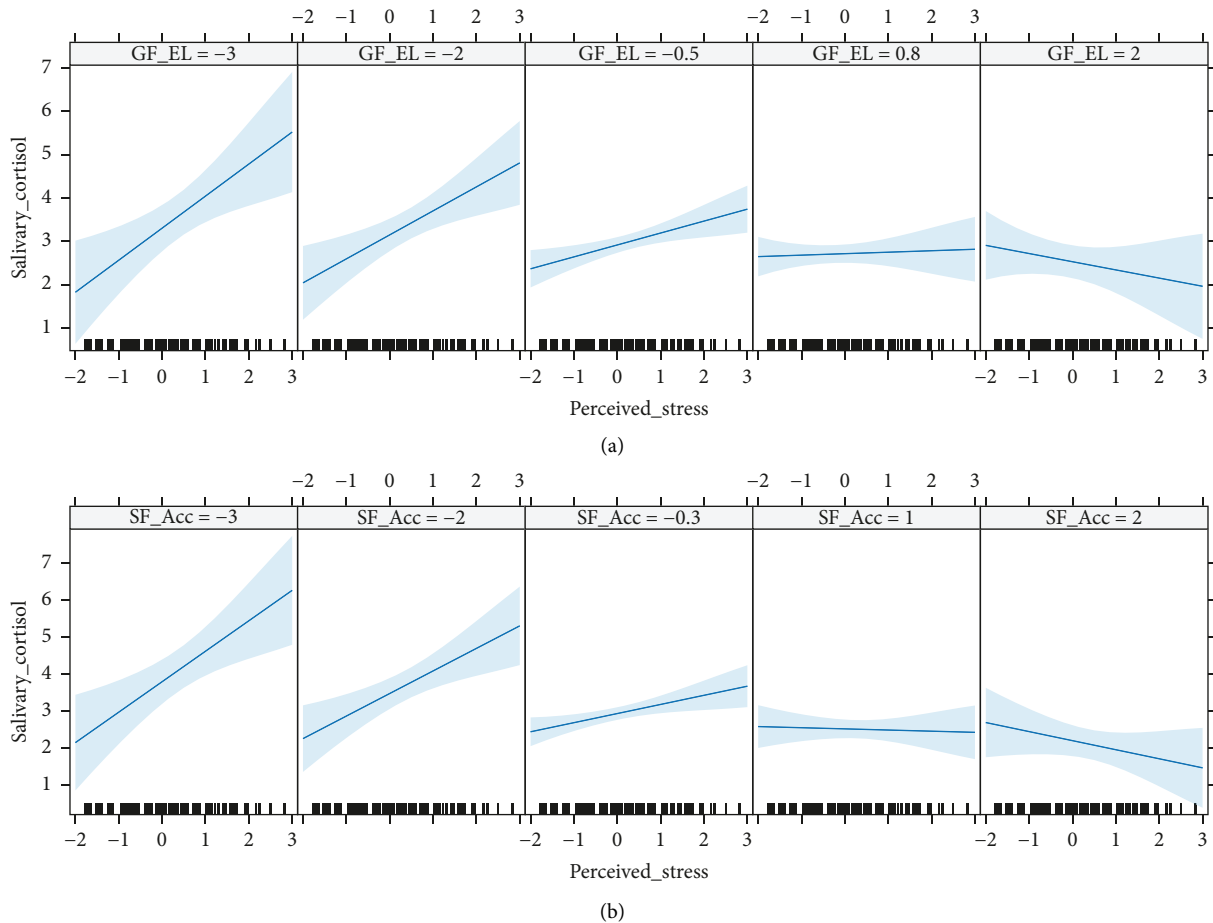 −2 −1 0 1 2 3 −2 −1 0 1 2 3
GF_EL = −3 GF_EL = −2 GF_EL = −0.5 GF_EL = 0.8 GF_EL = 2
7
6
5
4
3
2
1
Salivary_cortisol
−2 −1 0 1 2 3 −2 −1 0 1 2 3 −2 −1 0 1 2 3
Perceived_stress
(a)
−2 −1 0 1 2 3 −2 −1 0 1 2 3
SF_Acc = −3 SF_Acc = −2 SF_Acc = −0.3 SF_Acc = 1 SF_Acc = 2
7
6
5
4
3
2
1
Salivary_cortisol
−2 −1 0 1 2 3 −2 −1 0 1 2 3 −2 −1 0 1 2 3
Perceived_stress
(b)